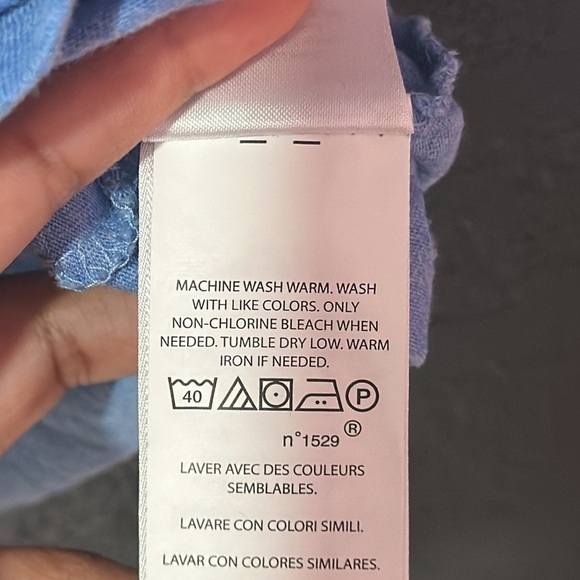 MACHINE WASH WARM. WASH
WITH LIKE COLORS. ONLY
NON-CHLORINE BLEACH WHEN
NEEDED. TUMBLE DRY LOW. WARM
IRON IF NEEDED.
40 P
n°1529 ®
LAVER AVEC DES COULEURS
SEMBLABLES.
LAVARE CON COLORI SIMILI.
LAVAR CON COLORES SIMILARES.